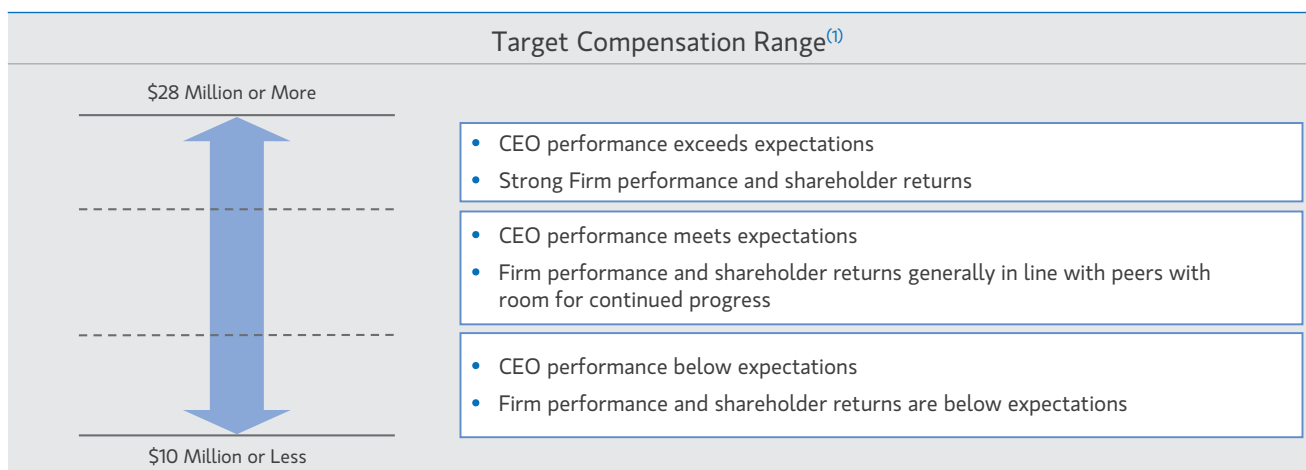 Target Compensation Range(1)
$28 Million or More
• CEO performance exceeds expectations
• Strong Firm performance and shareholder returns
• CEO performance meets expectations
• Firm performance and shareholder returns generally in line with peers with
room for continued progress
• CEO performance below expectations
• Firm performance and shareholder returns are below expectations
$10 Million or Less